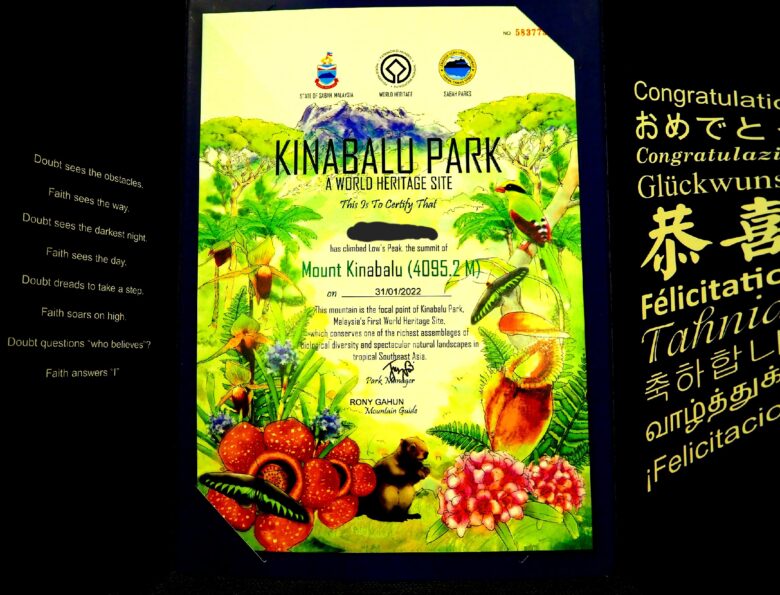 Doubt sees the obstacles.
Faith sees the way.
Doubt sees the darkest night.
Faith sees the day.
Doubt dreads to take a step.
Faith soars on high.
Doubt questions "who believes"?
Faith answers "I"
NO 58377
STATE OF SABAH MALAYSIA
WORLD HERITAGE
SABAH PARKS
KINABALU PARK
A WORLD HERITAGE SITE
This Is To Certify That
has climbed Low's Peak, the summit of
Mount Kinabalu (4095.2 M)
on 31/01/2022
This mountain is the focal point of Kinabalu Park,
Malaysia's First World Heritage Site,
which conserves one of the richest assemblages of
biological diversity and spectacular natural landscapes in
tropical Southeast Asia.
Park Manager
RONY GAHUN
Mountain Guide
Congratulatio
おめでと
Congratulazi
Glückwuns
恭喜
Félicitatio
Tahnia
축하합니
வாழ்த்துக்
¡Felicitacio